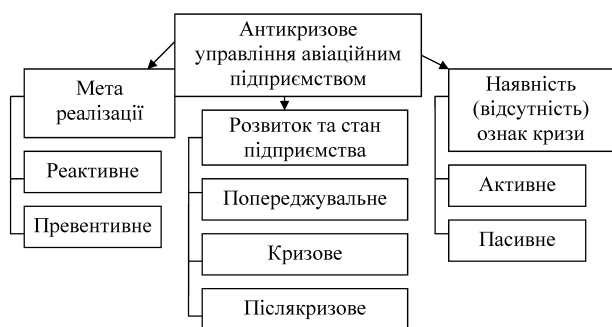 Антикризове
управління авіаційним
підприємством
Мета
реалізації
Реактивне
Превентивне
Розвиток та стан
підприємства
Попереджувальне
Кризове
Післякризове
Наявність
(відсутність)
ознак кризи
Активне
Пасивне